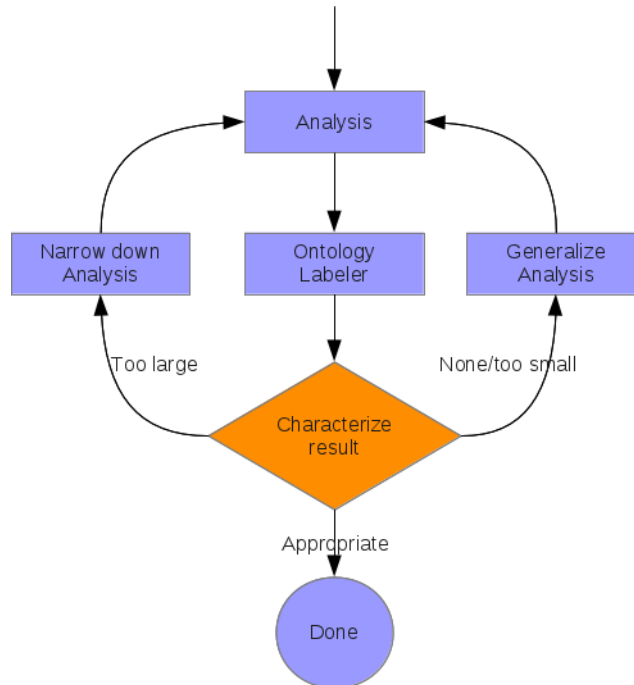 Analysis
Narrow down
Analysis
Ontology
Labeler
Generalize
Analysis
Too large
None/too small
Characterize
result
Appropriate
Done